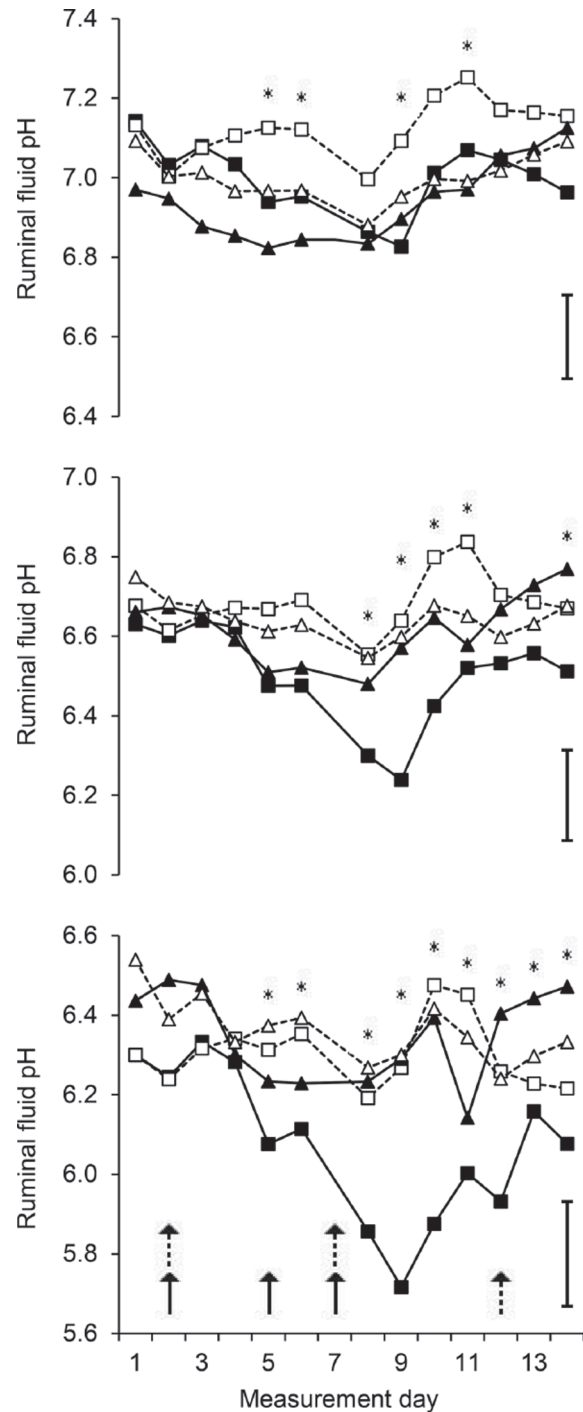 7.4
7.2
7.0
6.8
6.6
6.4
Ruminal fluid pH
* * * *
7.0
6.8
6.6
6.4
6.2
6.0
Ruminal fluid pH
* * * * *
6.6
6.4
6.2
6.0
5.8
5.6
Ruminal fluid pH
* * * * * * * * *
1 3 5 7 9 11 13
Measurement day